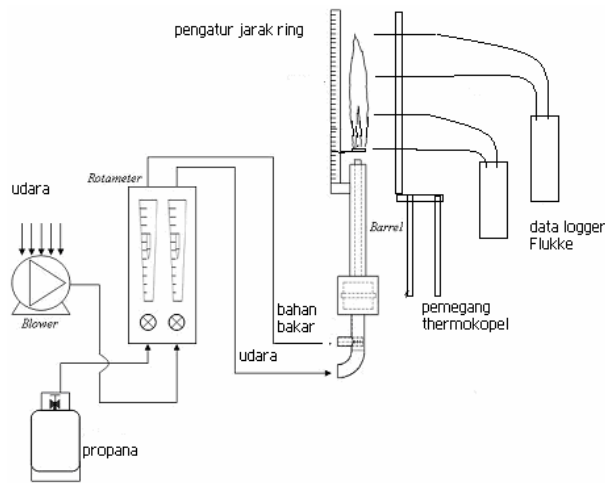 pengatur jarak ring
Rotameter
udara
Blower
propana
bahan
bakar
udara
Barrel
pemegang
thermokopel
data logger
Flukke